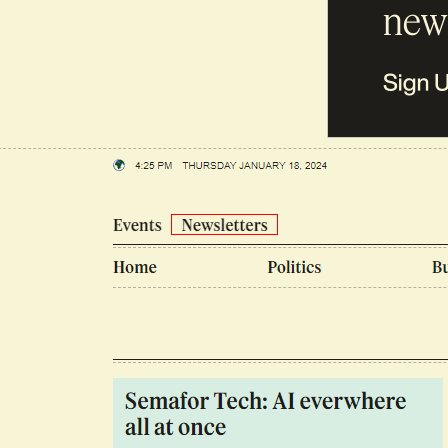 new
Sign U
4:25 PM THURSDAY JANUARY 18, 2024
Events Newsletters
Home Politics Bu
Semafor Tech: AI everywhere
all at once